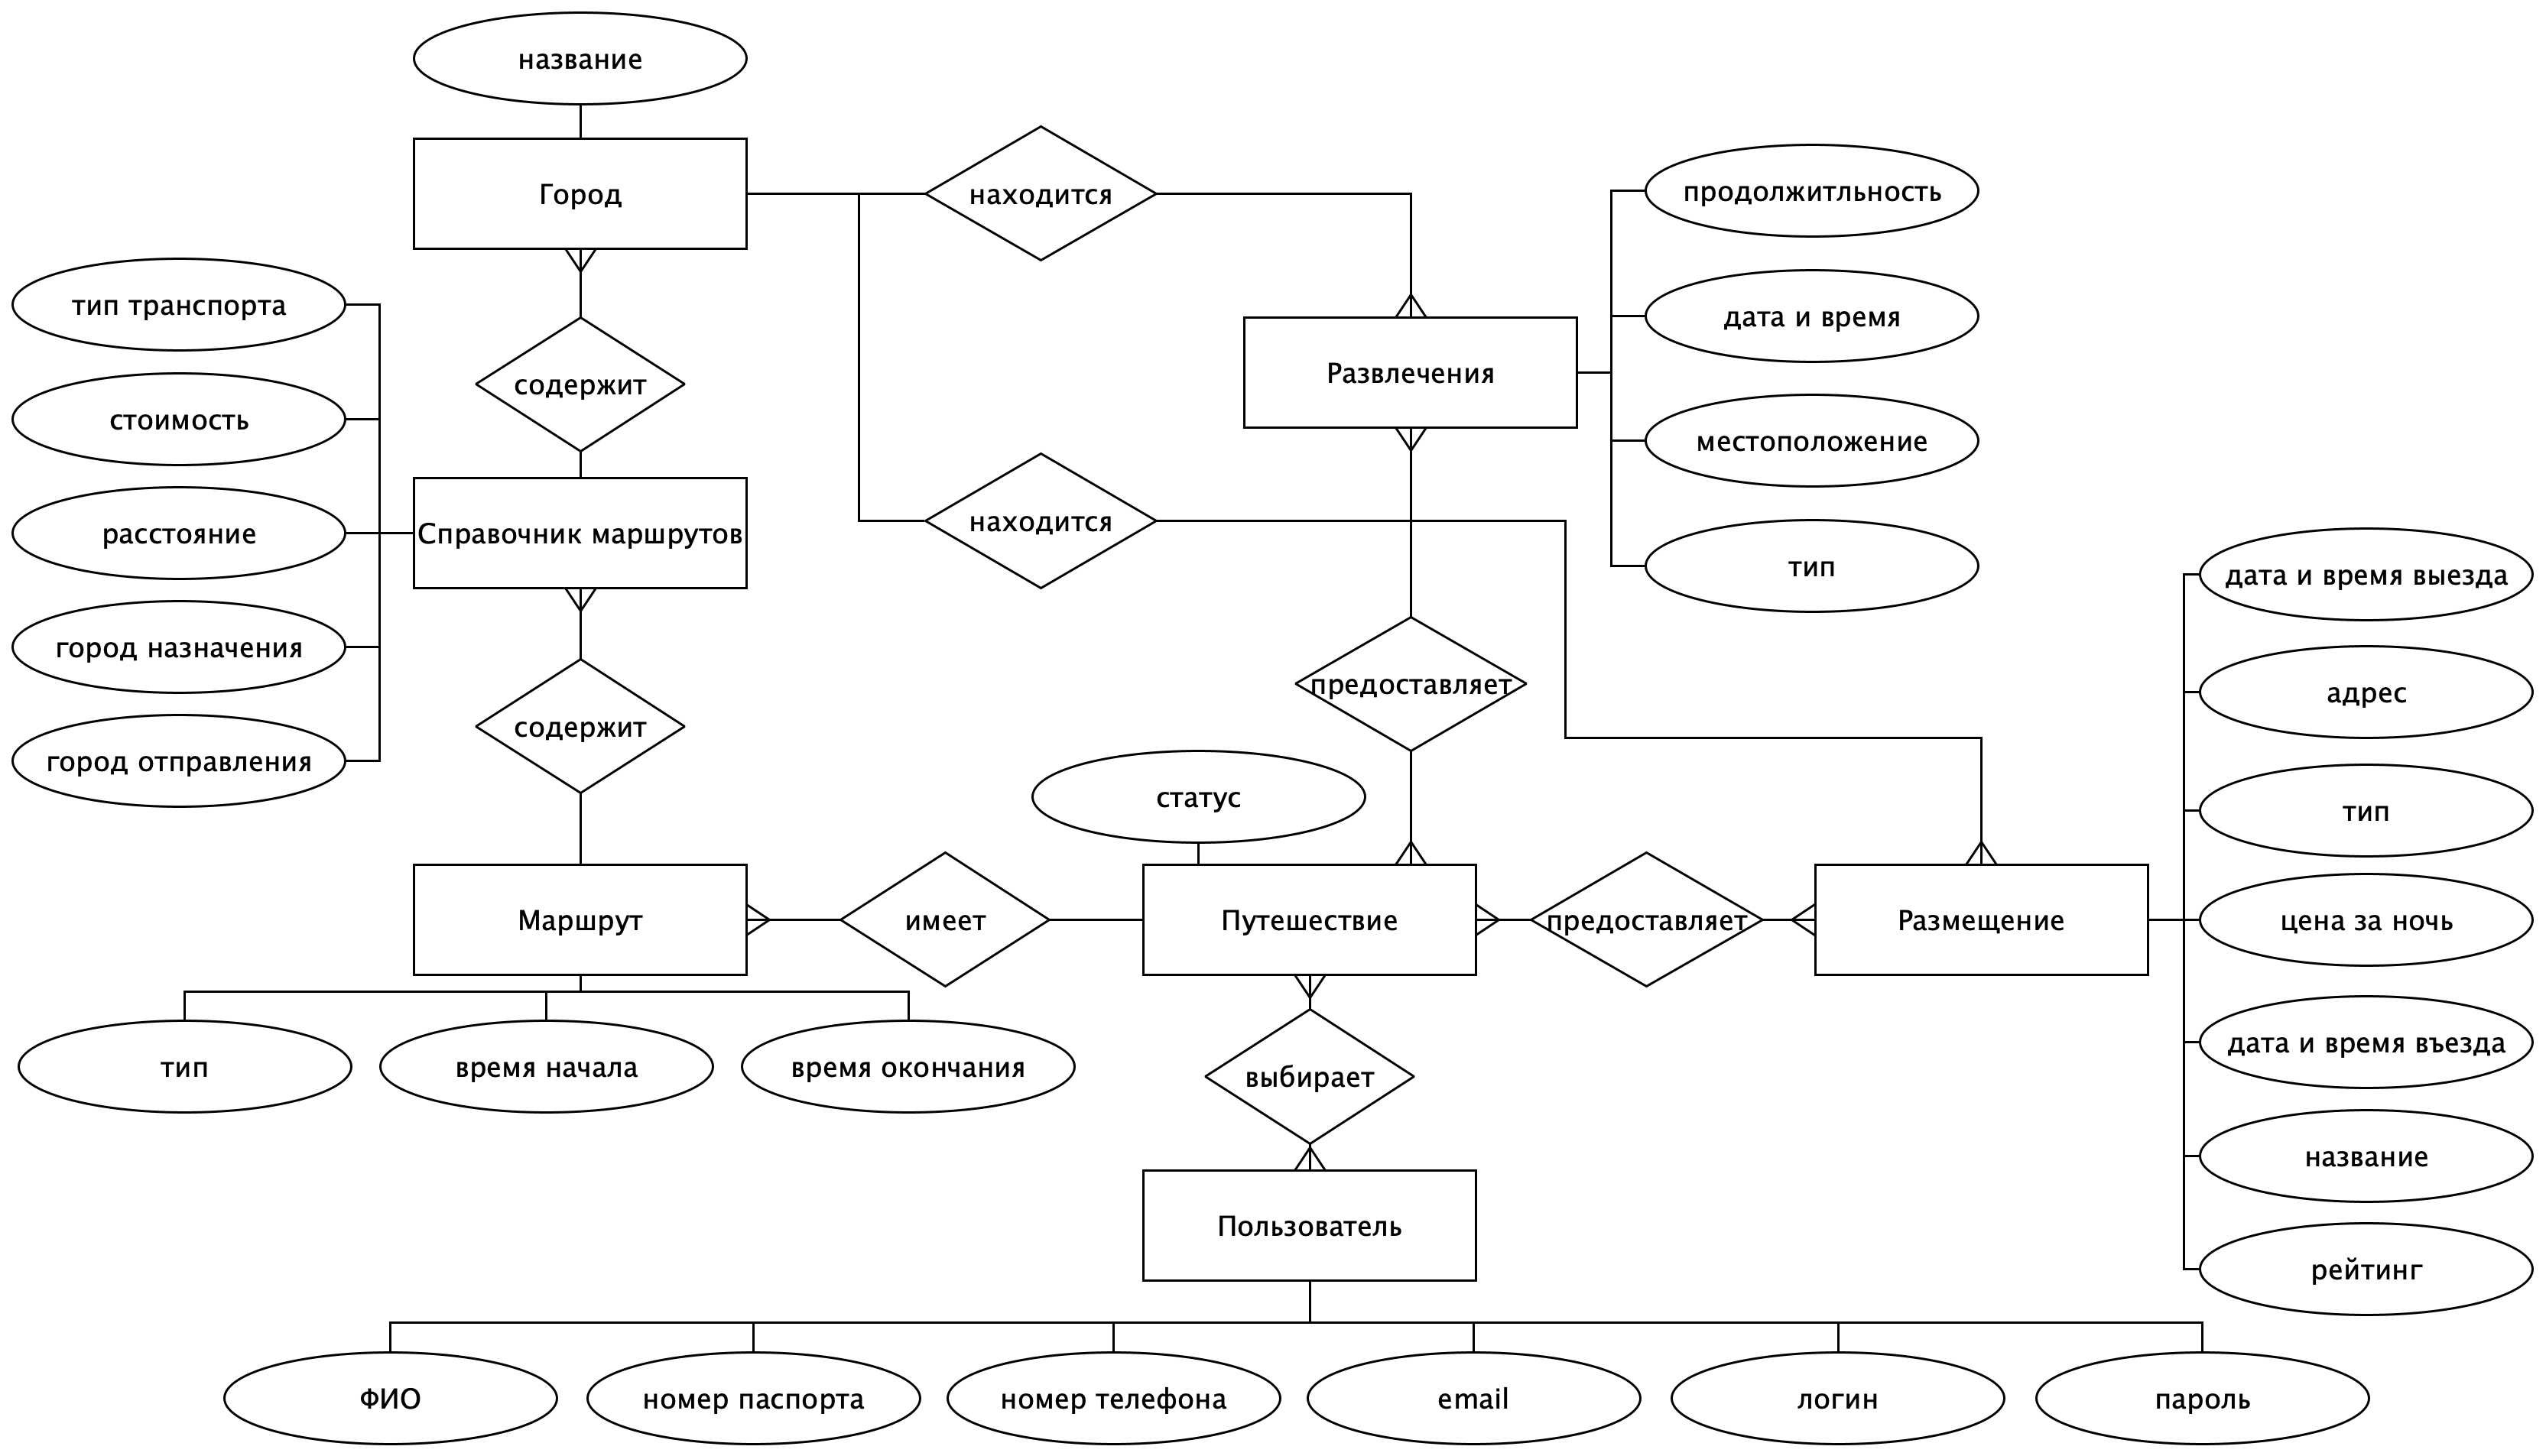 название
Город
находится
продолжитльность
тип транспорта
дата и время
содержит
Развлечения
стоимость
местоположение
находится
расстояние
Справочник маршрутов
тип
дата и время выезда
город назначения
предоставляет
адрес
содержит
город отправления
статус
тип
Маршрут
имеет
Путешествие
предоставляет
Размещение
цена за ночь
тип
время начала
время окончания
выбирает
дата и время въезда
название
Пользователь
рейтинг
ФИО
номер паспорта
номер телефона
email
логин
пароль